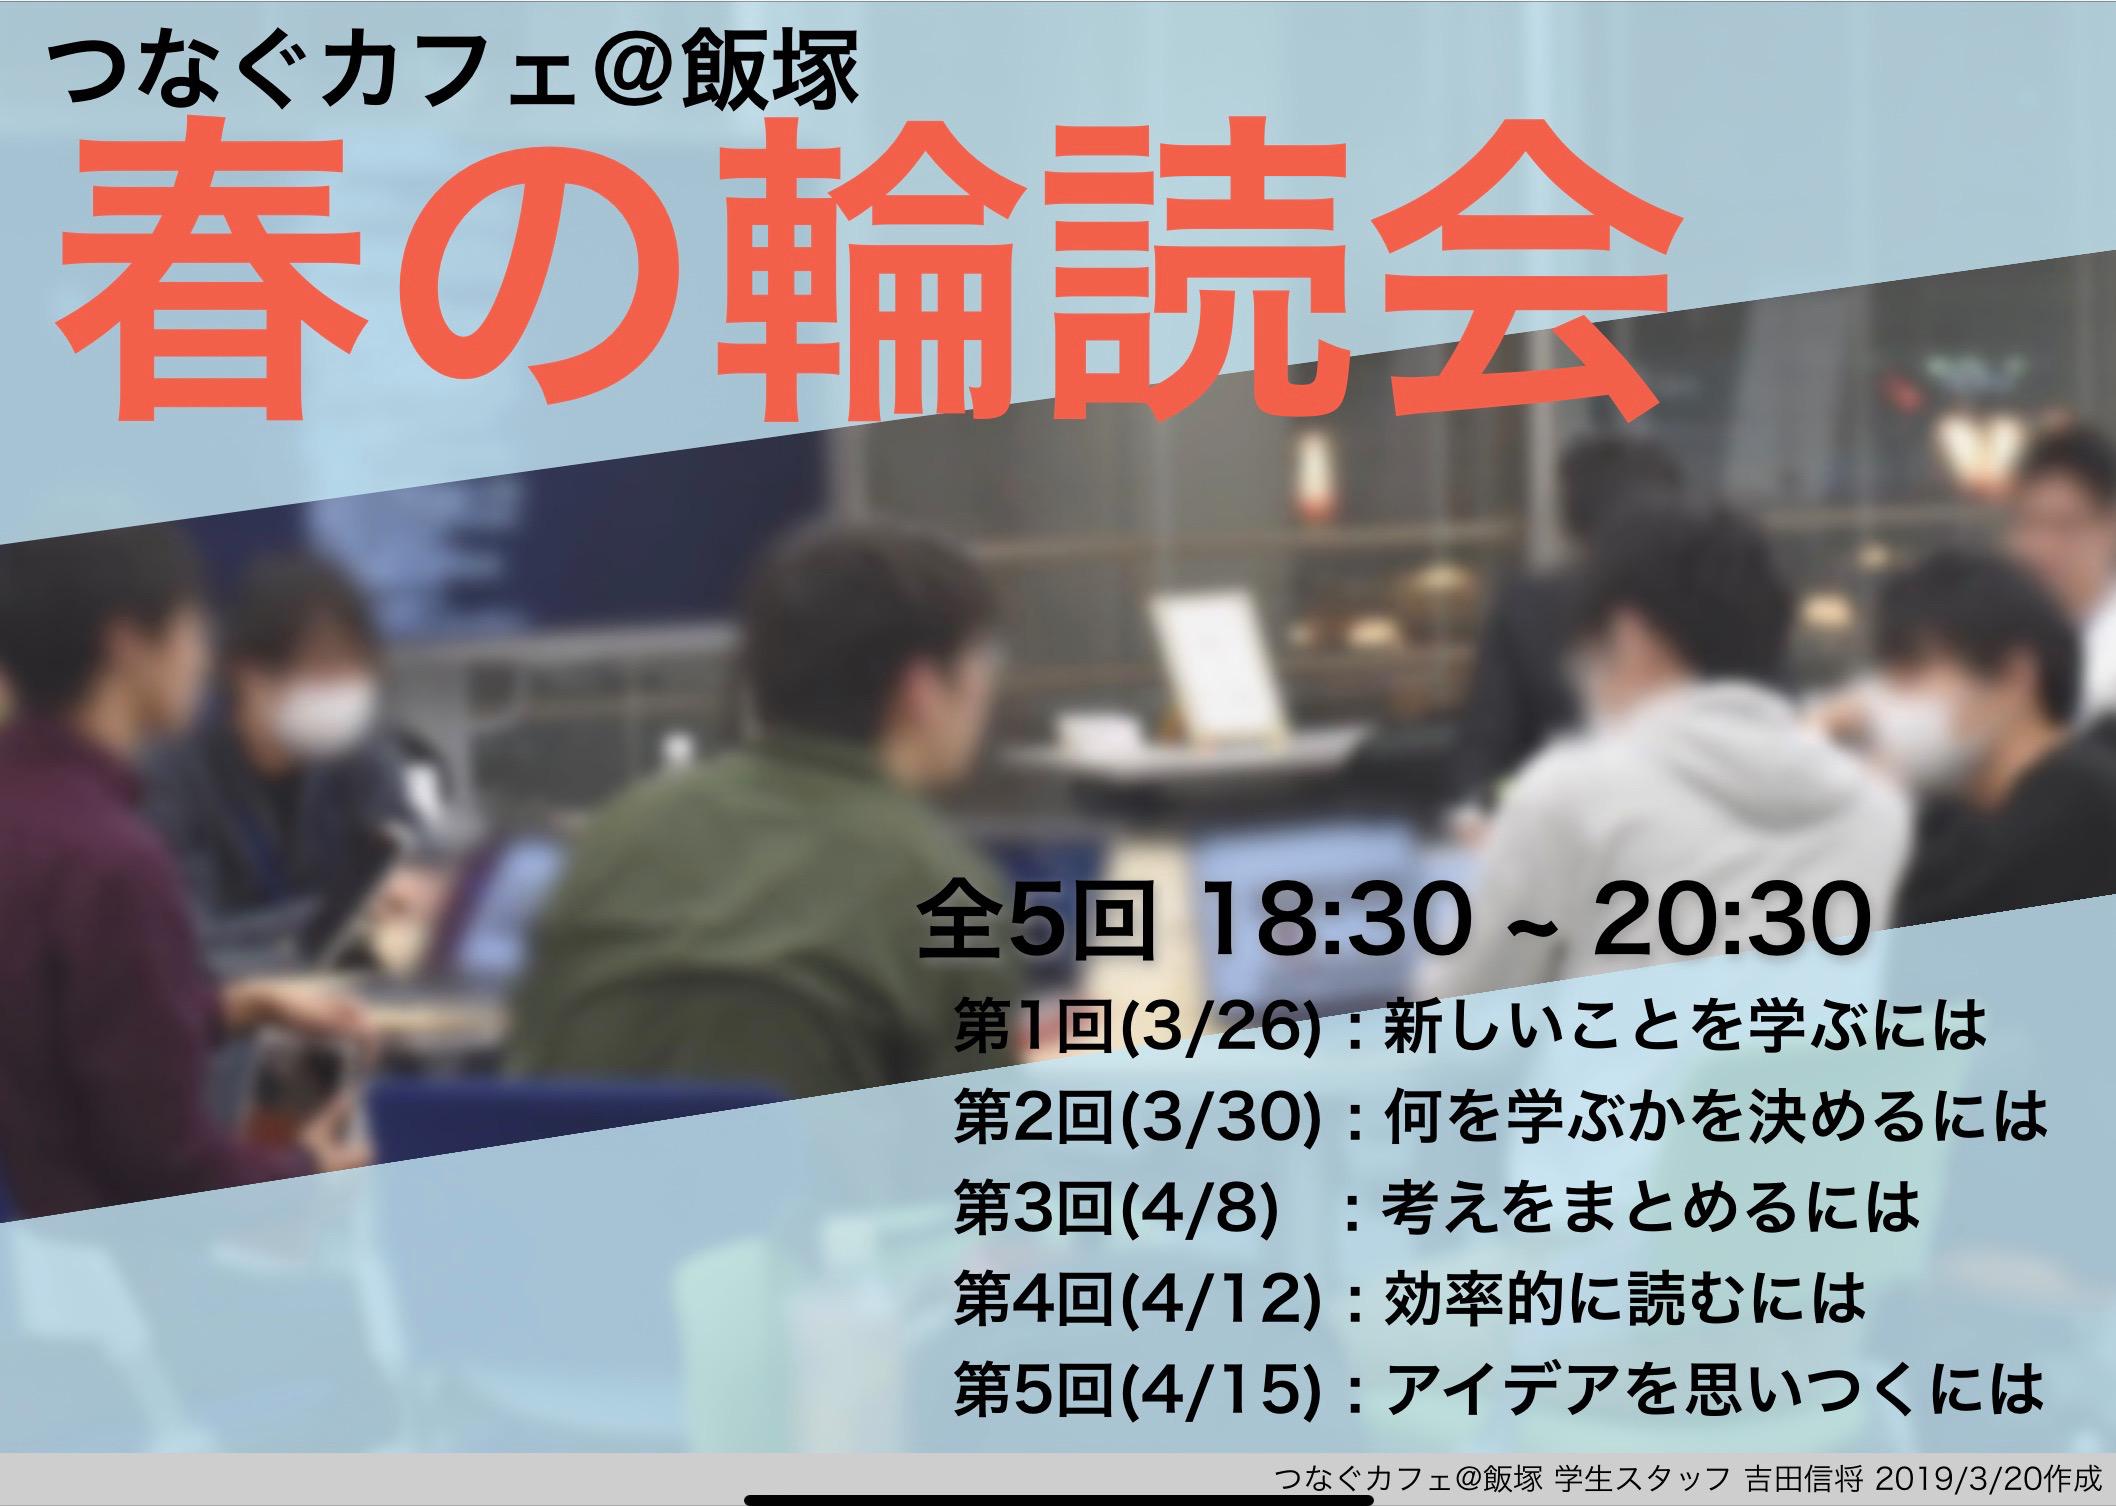 つなぐカフェ@飯塚
春の輪読会
全5回 18:30 ~ 20:30
第1回(3/26) : 新しいことを学ぶには
第2回(3/30) : 何を学ぶかを決めるには
第3回(4/8) : 考えをまとめるには
第4回(4/12) : 効率的に読むには
第5回(4/15) : アイデアを思いつくには
つなぐカフェ@飯塚 学生スタッフ 吉田信将 2019/3/20作成